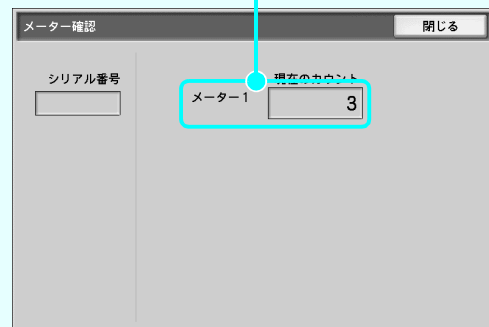 メーター確認
閉じる
シリアル番号
現在のカウント
メーター1
3